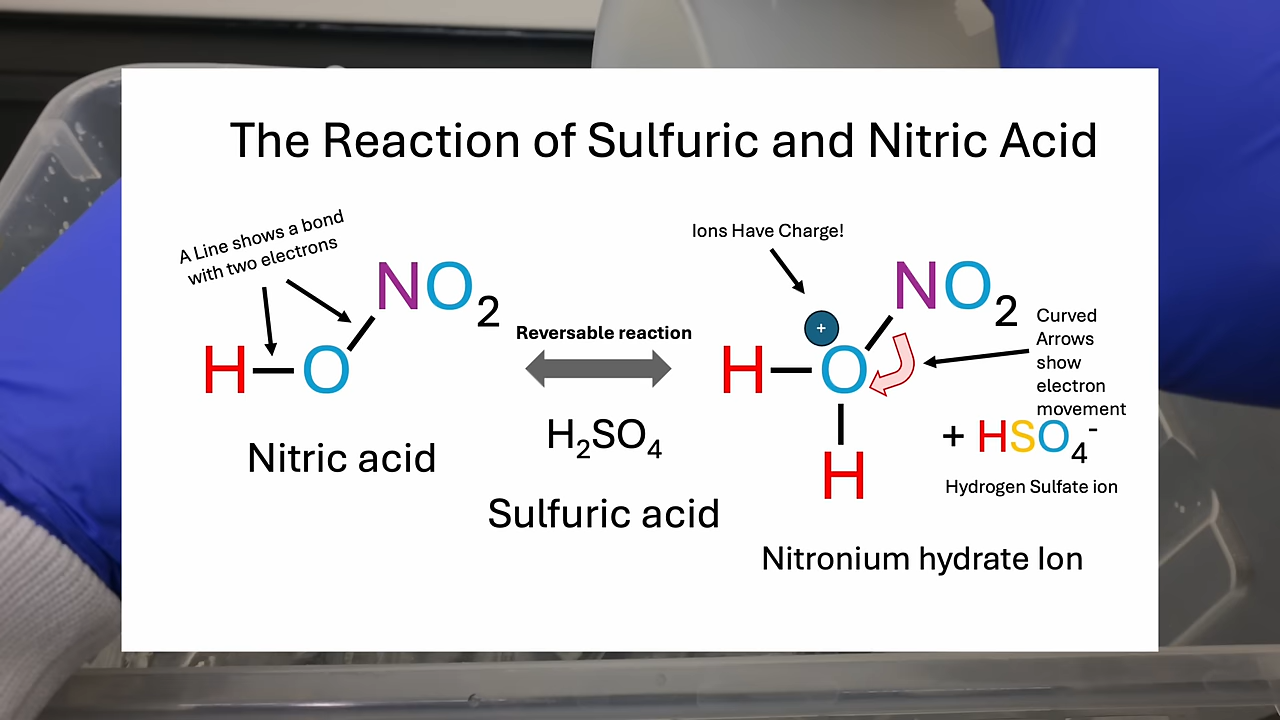 The Reaction of Sulfuric and Nitric Acid
A Line shows a bond
with two electrons
NO2
H-O
Nitric acid
Reversable reaction
H2SO4
Sulfuric acid
Ions Have Charge!
+
NO2
H-O
H
Curved
Arrows
show
electron
movement
+ HSO4-
Hydrogen Sulfate ion
Nitronium hydrate Ion